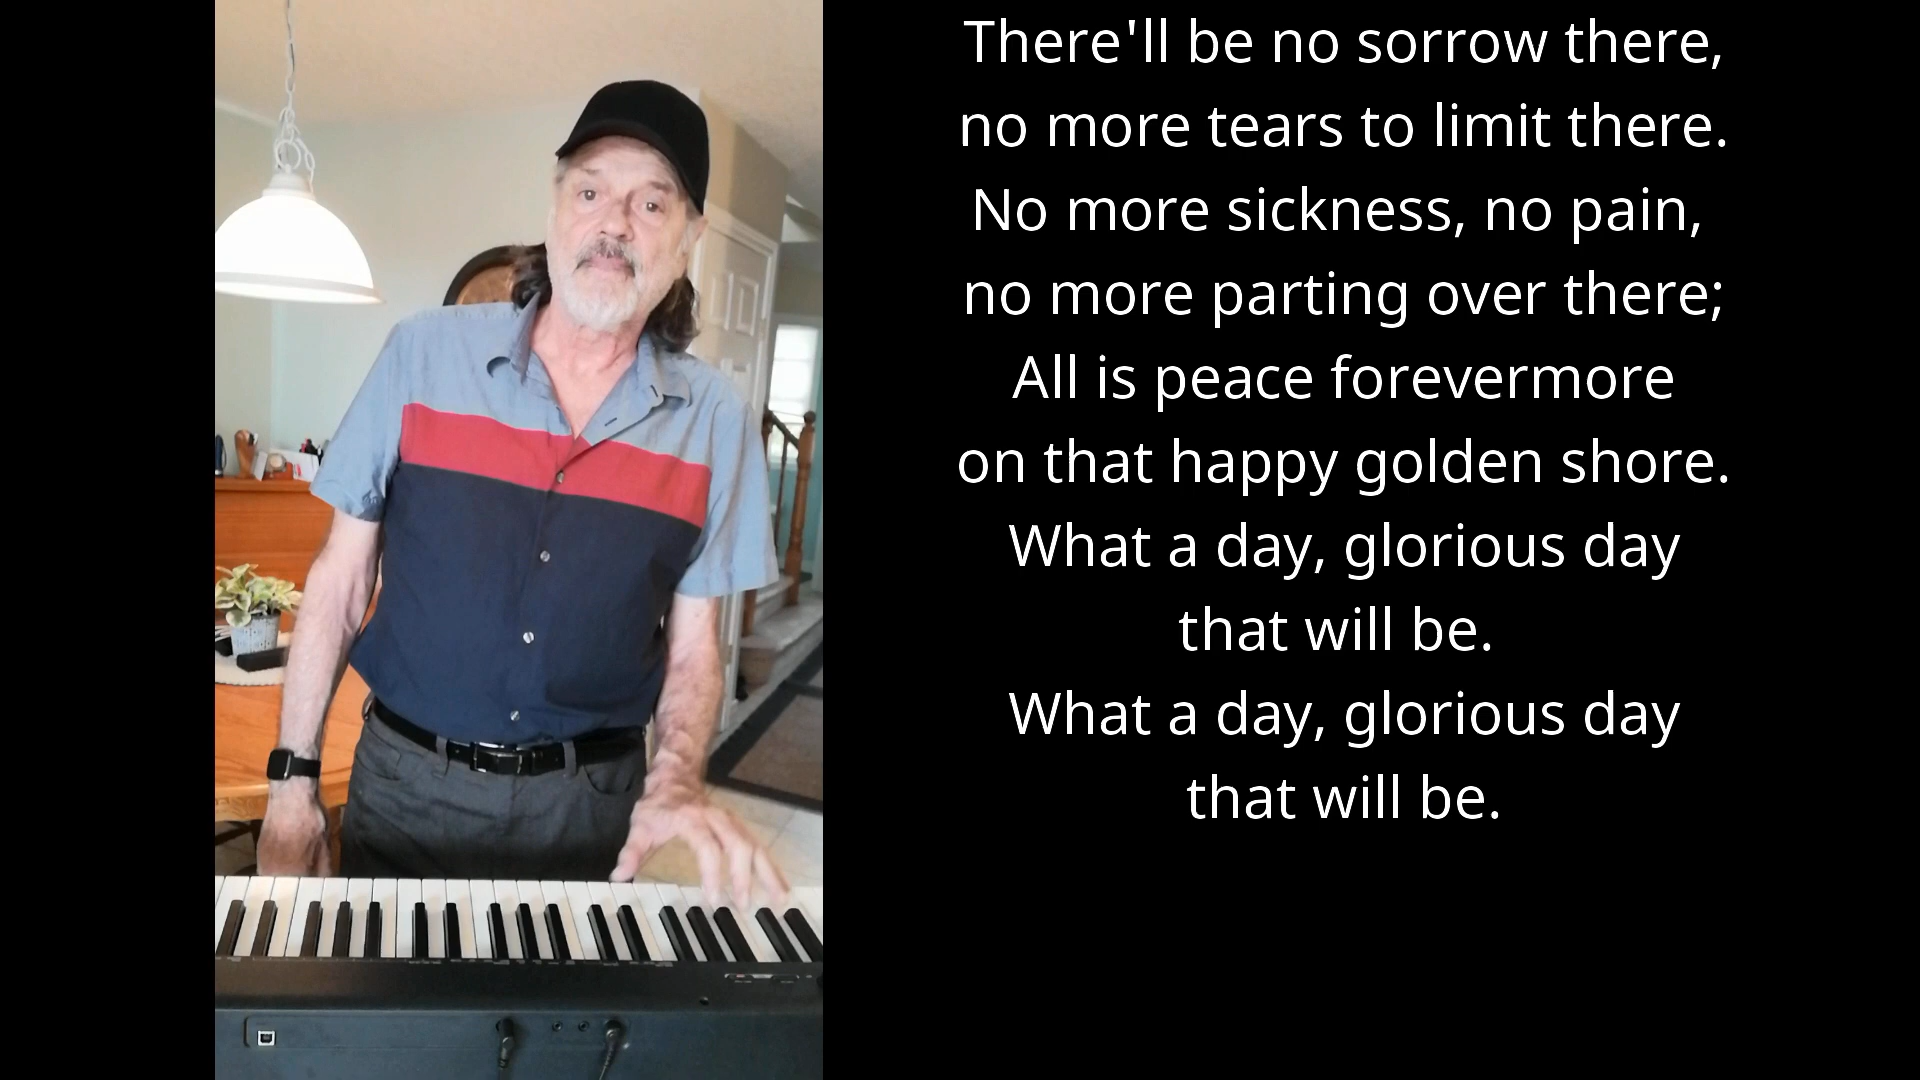 There'll be no sorrow there,
no more tears to limit there.
No more sickness, no pain,
no more parting over there;
All is peace forevermore
on that happy golden shore.
What a day, glorious day
that will be.
What a day, glorious day
that will be.